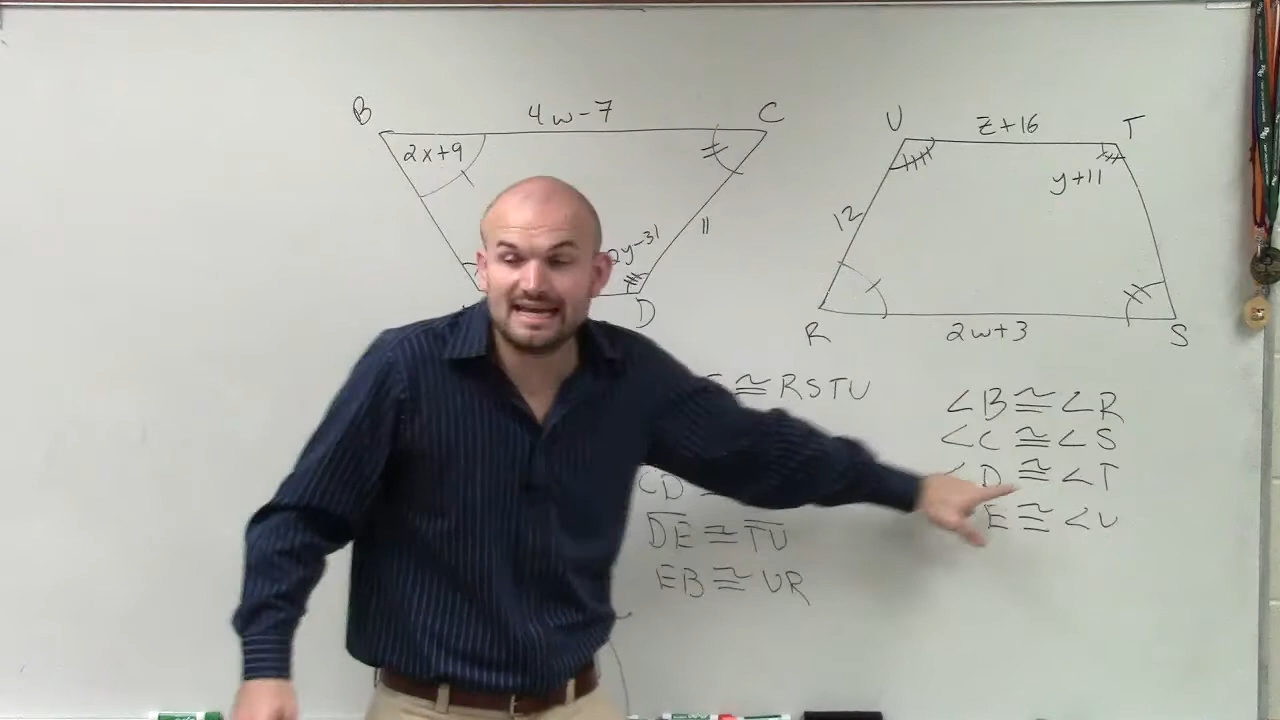 B 4w-7 C
2x+9
2y-31
11
D
U z+16 T
y+11
12
R 2w+3 S
≅ RSTU
CD
DE ≅ TU
EB ≅ UR
<B ≅ <R
<C ≅ <S
<D ≅ <T
E ≅ <U